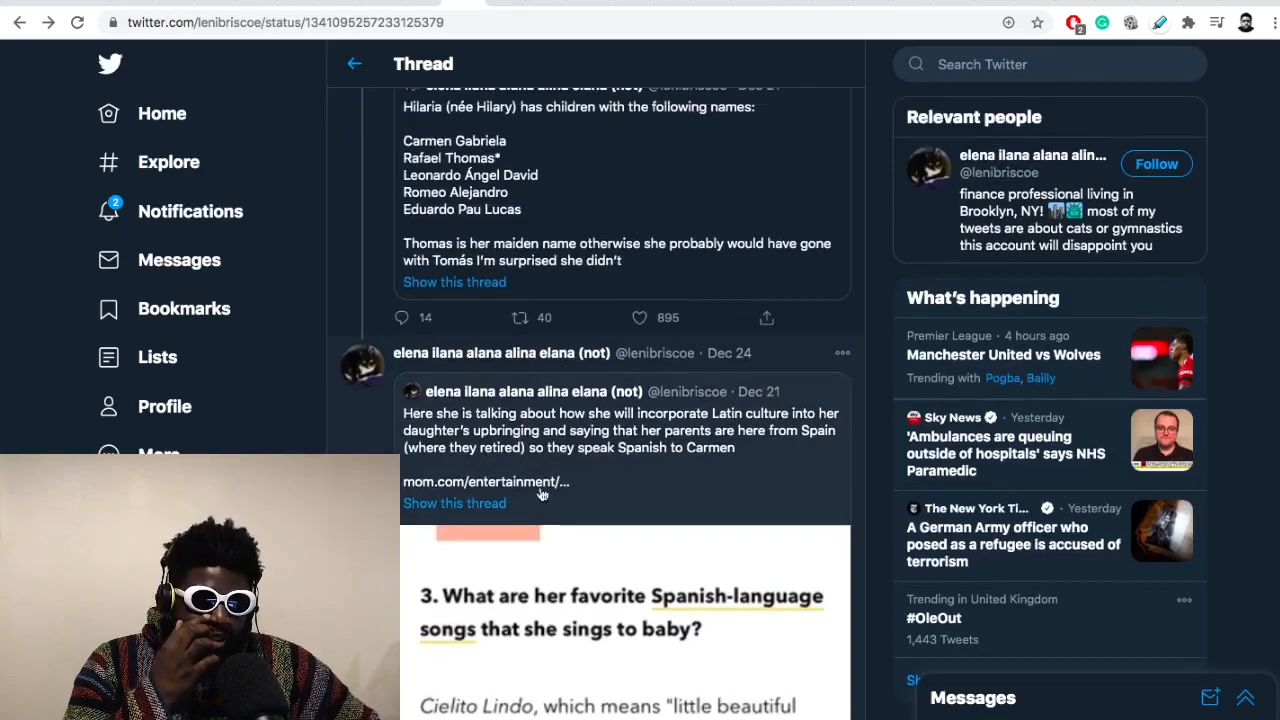 twitter.com/lenibriscoe/status/1341095257233125379
2
Home
Explore
2
Notifications
Messages
Bookmarks
Lists
Profile
Thread
Hilaria (née Hilary) has children with the following names:
Carmen Gabriela
Rafael Thomas*
Leonardo Ángel David
Romeo Alejandro
Eduardo Pau Lucas
Thomas is her maiden name otherwise she probably would have gone
with Tomás I'm surprised she didn't
Show this thread
14
40
895
elena ilana alana alina elana (not) @lenibriscoe · Dec 24
elena ilana alana alina elana (not) @lenibriscoe · Dec 21
Here she is talking about how she will incorporate Latin culture into her
daughter's upbringing and saying that her parents are here from Spain
(where they retired) so they speak Spanish to Carmen
mom.com/entertainment/...
Show this thread
3. What are her favorite Spanish-language
songs that she sings to baby?
Cielito Lindo, which means "little beautiful
Search Twitter
Relevant people
elena ilana alana alin...
@lenibriscoe
Follow
finance professional living in
Brooklyn, NY! most of my
tweets are about cats or gymnastics
this account will disappoint you
What's happening
Premier League · 4 hours ago
Manchester United vs Wolves
Trending with Pogba, Bailly
Sky News · Yesterday
'Ambulances are queuing
outside of hospitals' says NHS
Paramedic
The New York Ti... · Yesterday
A German Army officer who
posed as a refugee is accused of
terrorism
Trending in United Kingdom
#OleOut
1,443 Tweets
Messages